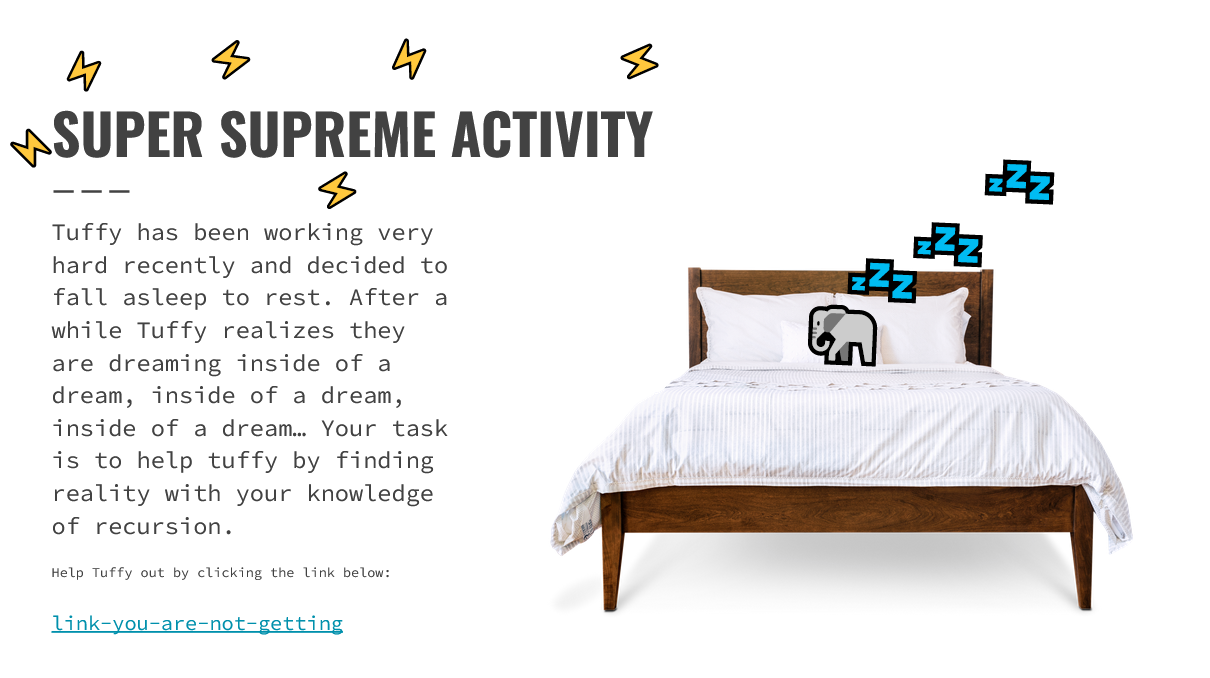 SUPER SUPREME ACTIVITY
Tuffy has been working very
hard recently and decided to
fall asleep to rest. After a
while Tuffy realizes they
are dreaming inside of a
dream, inside of a dream,
inside of a dream… Your task
is to help tuffy by finding
reality with your knowledge
of recursion.
Help Tuffy out by clicking the link below:
link-you-are-not-getting
zzz
zzz
zzz